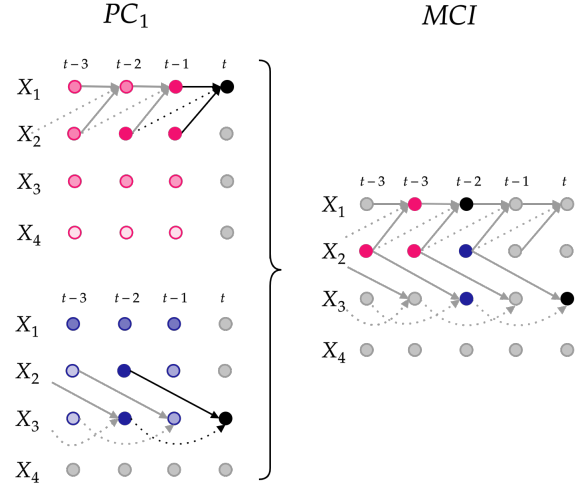 PC₁
t−3 t−2 t−1 t
X₁
X₂
X₃
X₄
t−3 t−2 t−1 t
X₁
X₂
X₃
X₄
MCI
t−3 t−3 t−2 t−1 t
X₁
X₂
X₃
X₄